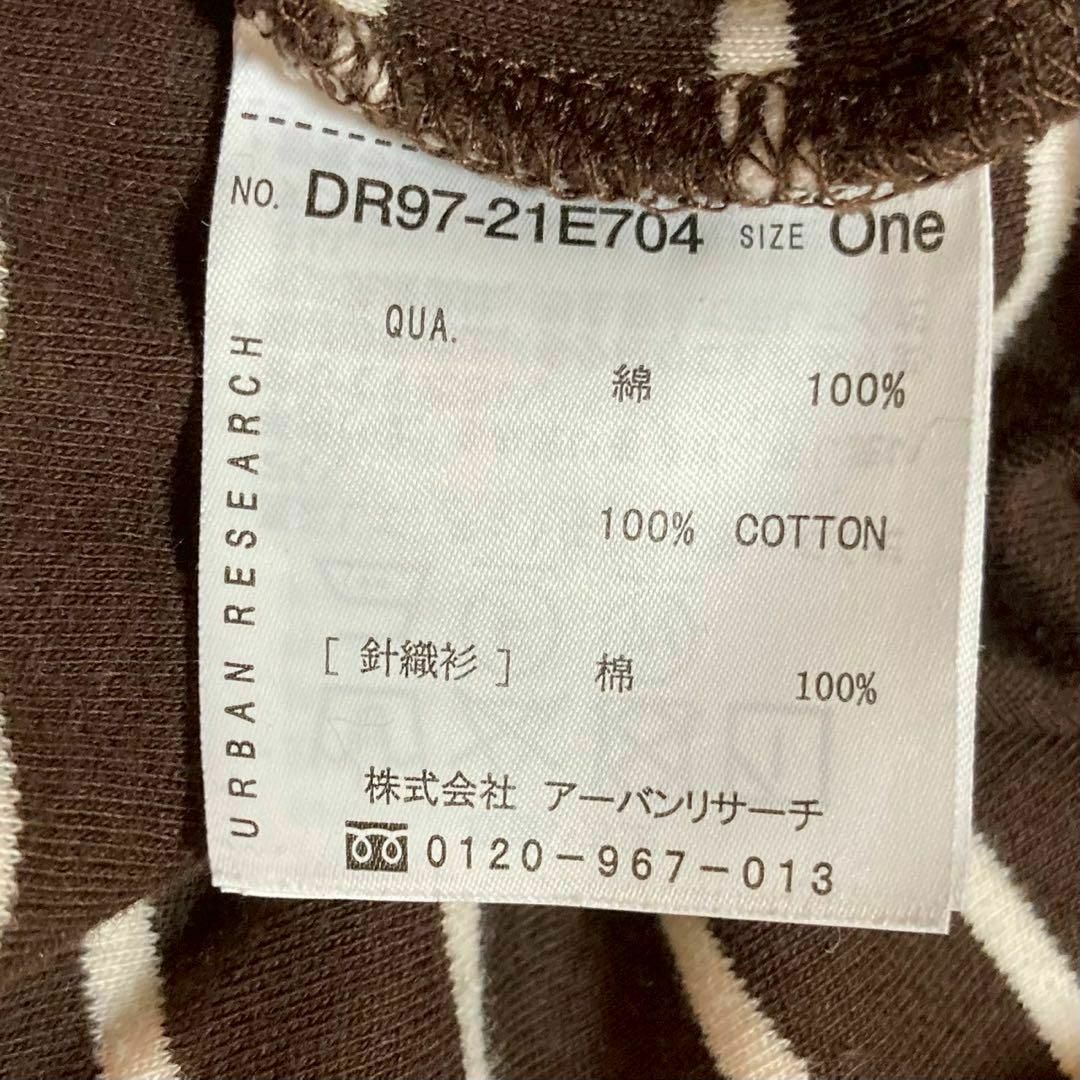 NO. DR97-21E704 SIZE One
QUA.
綿 100%
100% COTTON
[ 針織衫 ] 棉 100%
株式会社 アーバンリサーチ
0120-967-013
URBAN RESEARCH